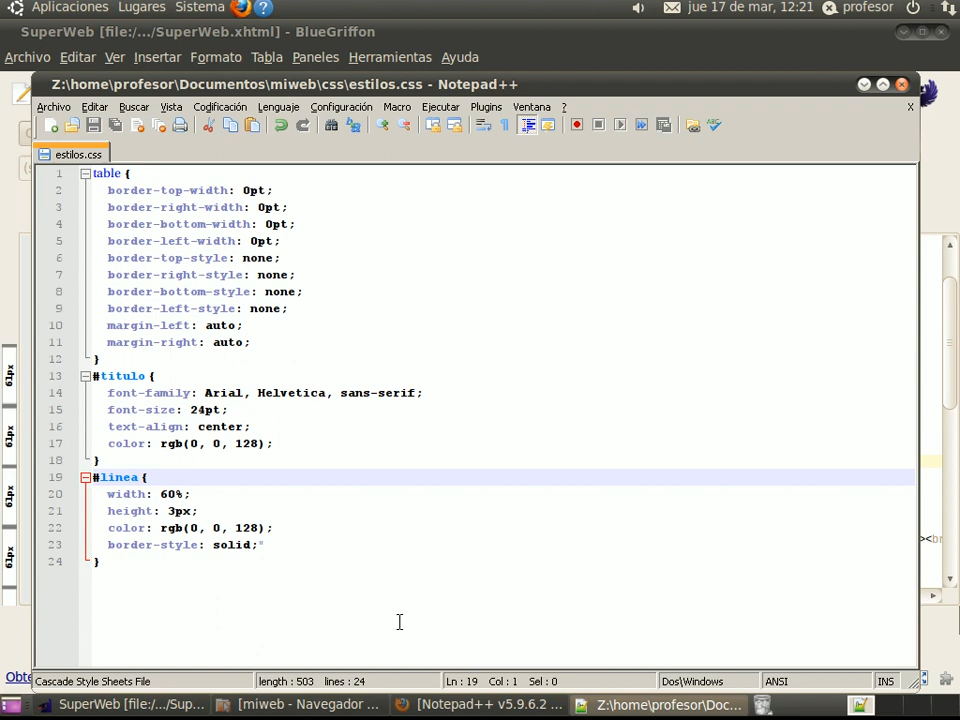 Aplicaciones Lugares Sistema ? jue 17 de mar, 12:21 profesor
SuperWeb [file:/.../SuperWeb.xhtml] - BlueGriffon
Archivo Editar Ver Insertar Formato Tabla Paneles Herramientas Ayuda
Z:\home\profesor\Documentos\miweb\css\estilos.css - Notepad++
Archivo Editar Buscar Vista Codificación Lenguaje Configuración Macro Ejecutar Plugins Ventana ? X
estilos.css
1 table {
2 border-top-width: 0pt;
3 border-right-width: 0pt;
4 border-bottom-width: 0pt;
5 border-left-width: 0pt;
6 border-top-style: none;
7 border-right-style: none;
8 border-bottom-style: none;
9 border-left-style: none;
10 margin-left: auto;
11 margin-right: auto;
12 }
13 #titulo {
14 font-family: Arial, Helvetica, sans-serif;
15 font-size: 24pt;
16 text-align: center;
17 color: rgb(0, 0, 128);
18 }
19 #linea {
20 width: 60%;
21 height: 3px;
22 color: rgb(0, 0, 128);
23 border-style: solid;"
24 }
61px
61px
61px
61px
><br
Obte
Cascade Style Sheets File length : 503 lines : 24 Ln : 19 Col : 1 Sel : 0 Dos\Windows ANSI INS
SuperWeb [file:/.../Sup... [miweb - Navegador ... [Notepad++ v5.9.6.2 ... Z:\home\profesor\Doc...